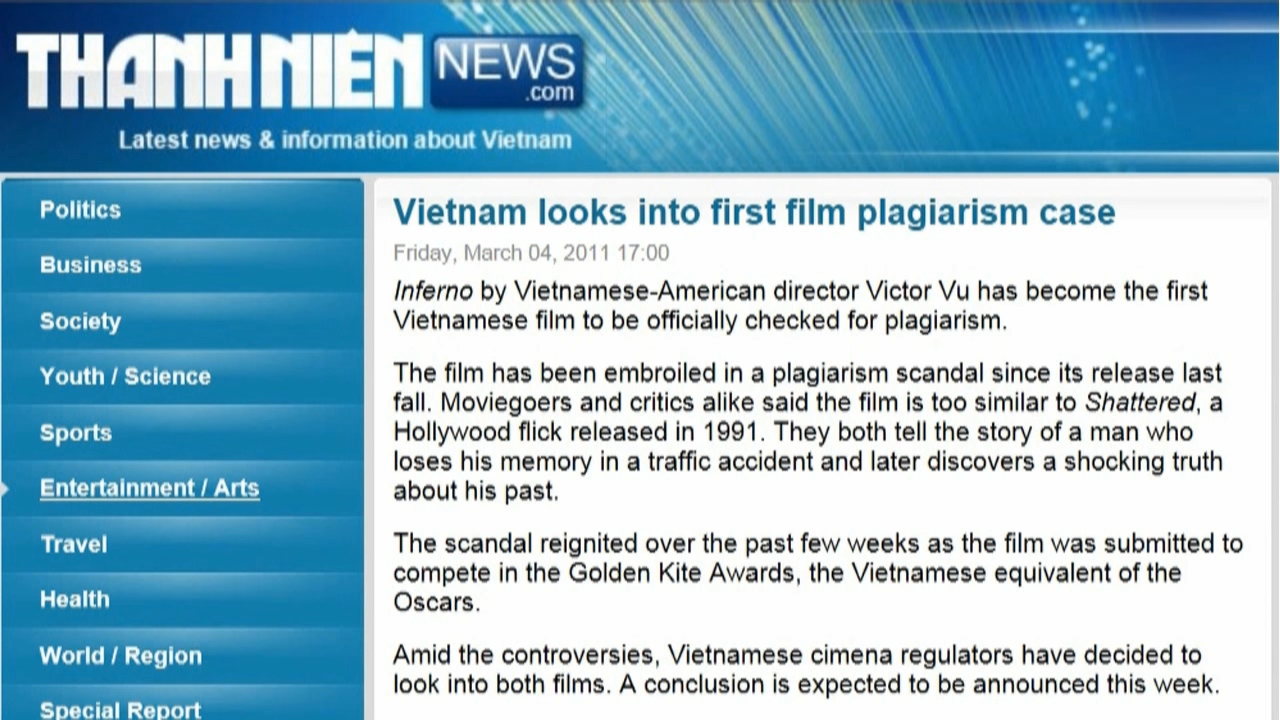 THANH NIÊN NEWS
.com
Latest news & information about Vietnam
Politics
Business
Society
Youth / Science
Sports
Entertainment / Arts
Travel
Health
World / Region
Special Report
Vietnam looks into first film plagiarism case
Friday, March 04, 2011 17:00
Inferno by Vietnamese-American director Victor Vu has become the first
Vietnamese film to be officially checked for plagiarism.
The film has been embroiled in a plagiarism scandal since its release last
fall. Moviegoers and critics alike said the film is too similar to Shattered, a
Hollywood flick released in 1991. They both tell the story of a man who
loses his memory in a traffic accident and later discovers a shocking truth
about his past.
The scandal reignited over the past few weeks as the film was submitted to
compete in the Golden Kite Awards, the Vietnamese equivalent of the
Oscars.
Amid the controversies, Vietnamese cimena regulators have decided to
look into both films. A conclusion is expected to be announced this week.